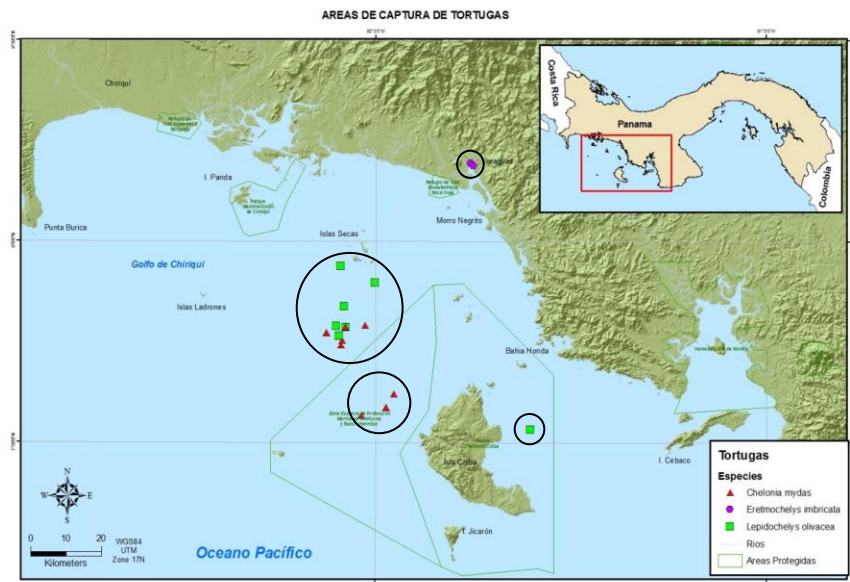 AREAS DE CAPTURA DE TORTUGAS
Chiriquí
I. Parida
Punta Burica
Islas Secas
Morro Negrito
Golfo de Chiriqui
Islas Ladrones
Bahia Honda
Isla Coiba
I. Jicarón
I. Cebaco
Oceano Pacífico
Costa Rica
Panama
Colombia
N
W
E
S
0 10 20
Kilometers
WGS84
UTM
Zone 17N
Tortugas
Especies
Chelonia mydas
Eretmochelys imbricata
Lepidochelys olivacea
Rios
Areas Protegidas